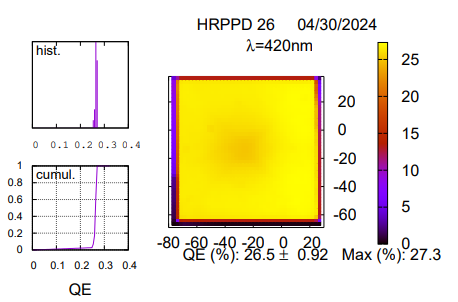 HRPPD 26 04/30/2024
λ=420nm
hist.
0 0.1 0.2 0.3 0.4
cumul.
1
0.8
0.6
0.4
0.2
0
0 0.1 0.2 0.3 0.4
QE
20
0
-20
-40
-60
-80 -60 -40 -20 0 20
25
20
15
10
5
0
QE (%): 26.5 ± 0.92 Max (%): 27.3